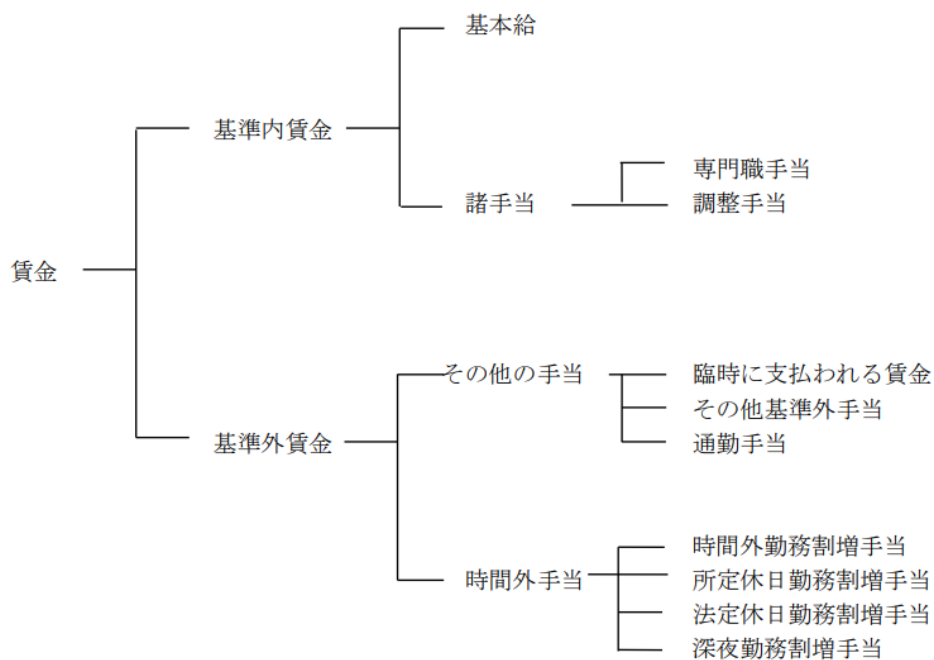 賃金
基準内賃金
基本給
諸手当
専門職手当
調整手当
基準外賃金
その他の手当
臨時に支払われる賃金
その他基準外手当
通勤手当
時間外手当
時間外勤務割増手当
所定休日勤務割増手当
法定休日勤務割増手当
深夜勤務割増手当